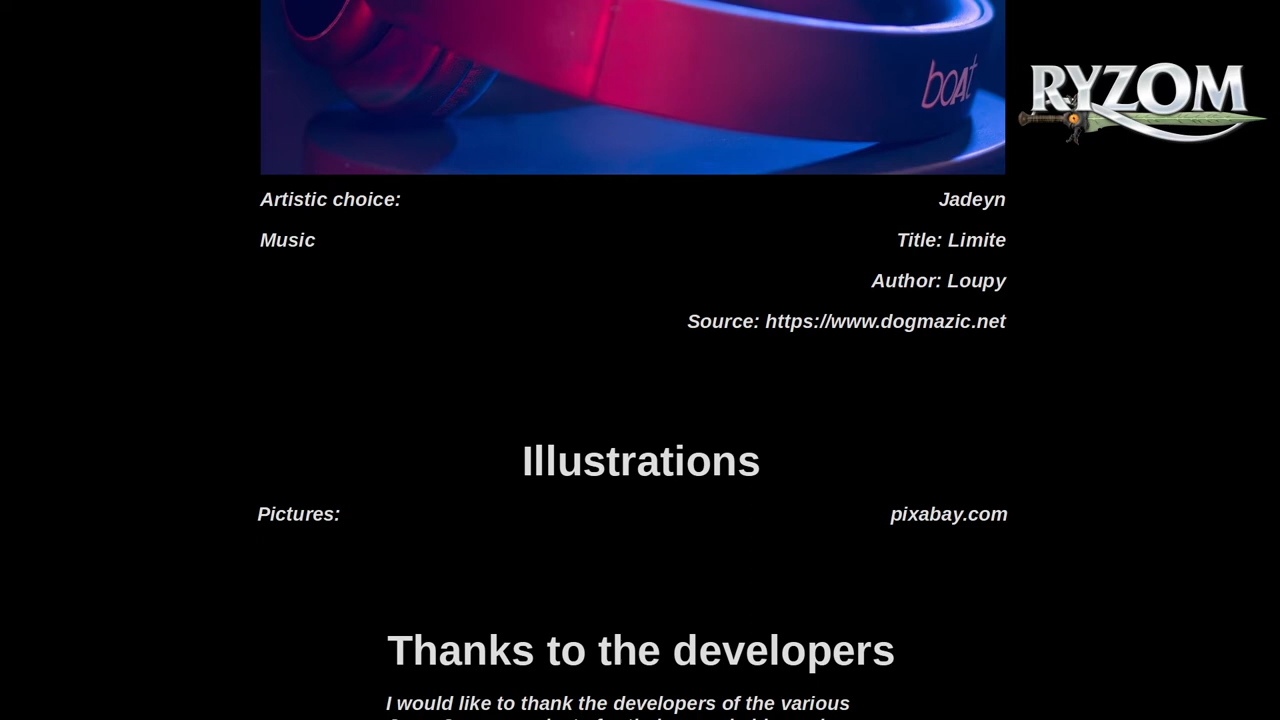 boAt
RYZOM
Artistic choice: Jadeyn
Music Title: Limite
Author: Loupy
Source: https://www.dogmazic.net
Illustrations
Pictures: pixabay.com
Thanks to the developers
I would like to thank the developers of the various